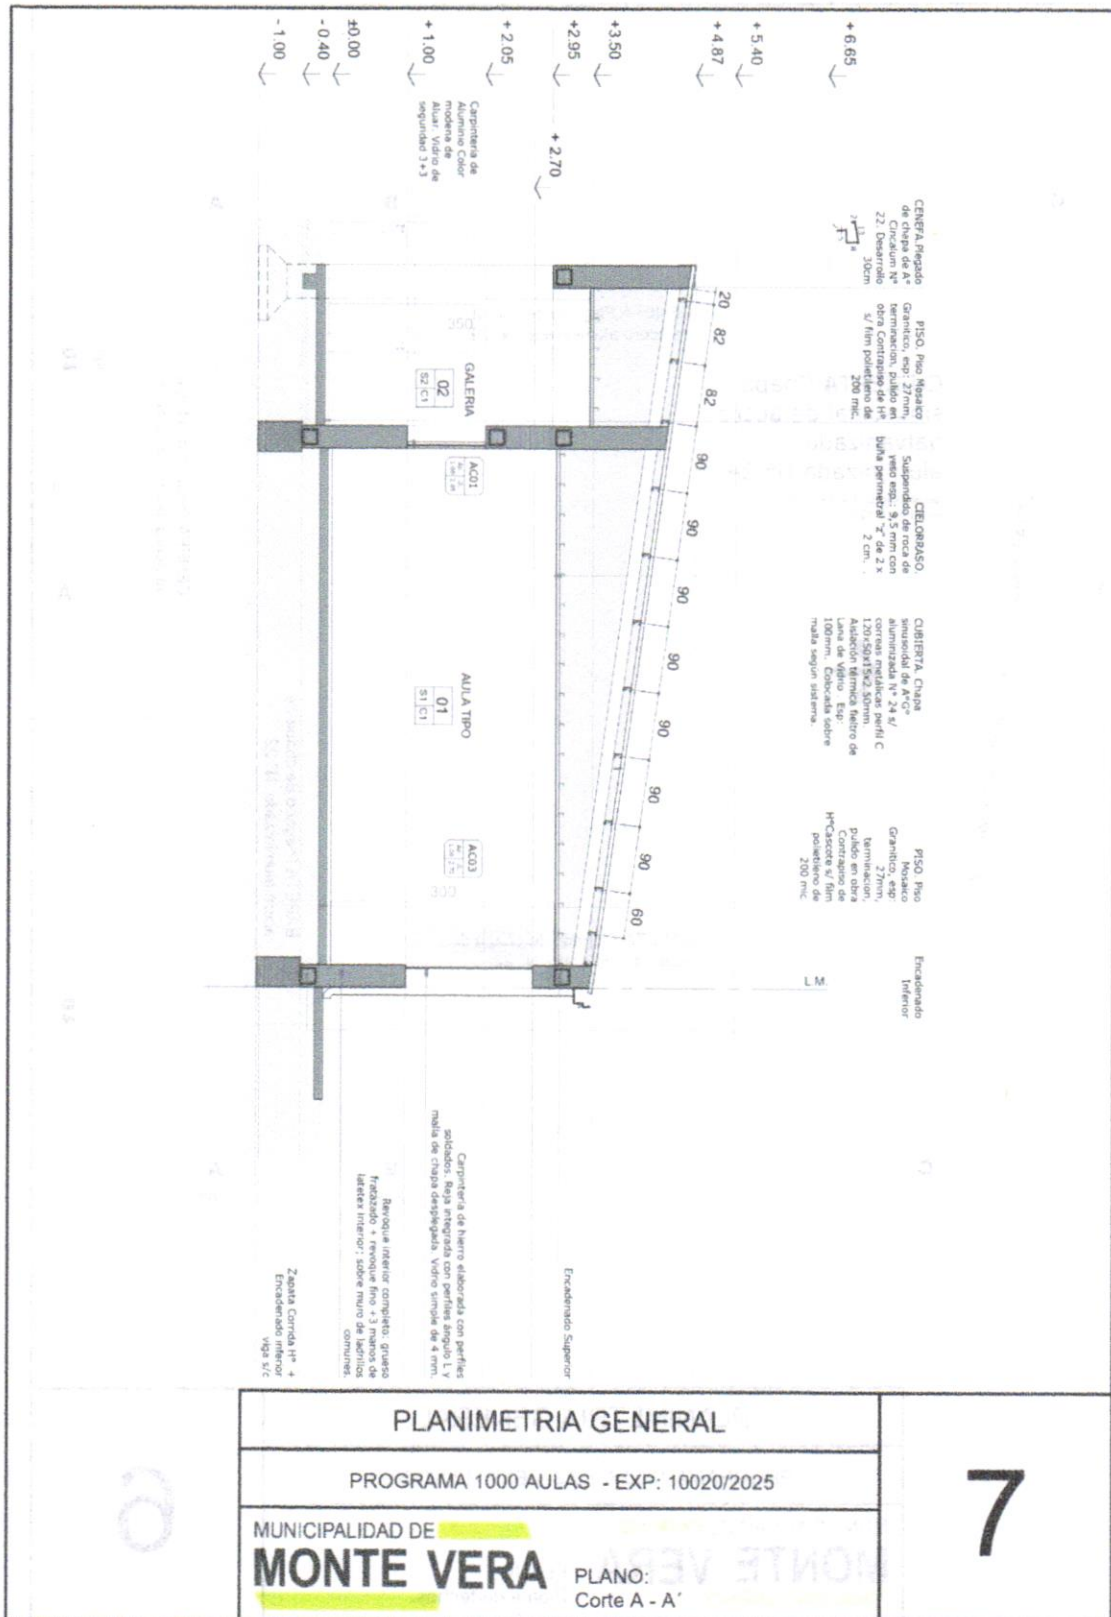 + 6.65
+ 5.40
+ 4.87
+3.50
+2.95
+ 2.70
+ 2.05
+ 1.00
±0.00
- 0.40
- 1.00
CENEFA.Plegado
de chapa de A°
Cincalum N°
22. Desarrollo
30cm
PISO. Piso Mosaico
Granitico, esp: 27mm,
terminacion, pulido en
obra Contrapiso de H°
s/ film polietileno de
200 mic.
CIELORRASO.
Suspendido de roca de
yeso esp.: 9,5 mm con
buña perimetral "z" de 2 x
2 cm. .
CUBIERTA. Chapa
sinusoidal de A°G°
aluminizada N° 24 s/
correas metálicas perfil C
120x50x15x2.50mm.
Aislación térmica fieltro de
Lana de Vidrio Esp:
100mm. Colocada sobre
malla segun sistema.
PISO. Piso
Mosaico
Granitico, esp:
27mm,
terminacion,
pulido en obra
Contrapiso de
H°Cascote s/ film
polietileno de
200 mic.
Encadenado
Inferior
Carpintería de
Aluminio Color
modena de
Aluar. Vidrio de
seguridad 3+3
20
82
82
90
90
90
90
90
90
90
60
L.M.
GALERIA
02
S2 C1
AC01
AULA TIPO
01
S1 C1
AC03
Encadenado Superior
Carpintería de hierro elaborada con perfiles
soldados. Reja integrada con perfiles ángulo L y
malla de chapa desplegada. Vidrio simple de 4 mm.
Revoque interior completo: grueso
fratazado + revoque fino +3 manos de
latetex interior; sobre muro de ladrillos
comunes.
Zapata Corrida H° +
Encadenado inferior
viga s/c
PLANIMETRIA GENERAL
PROGRAMA 1000 AULAS - EXP: 10020/2025
MUNICIPALIDAD DE
MONTE VERA
PLANO:
Corte A - A´
7